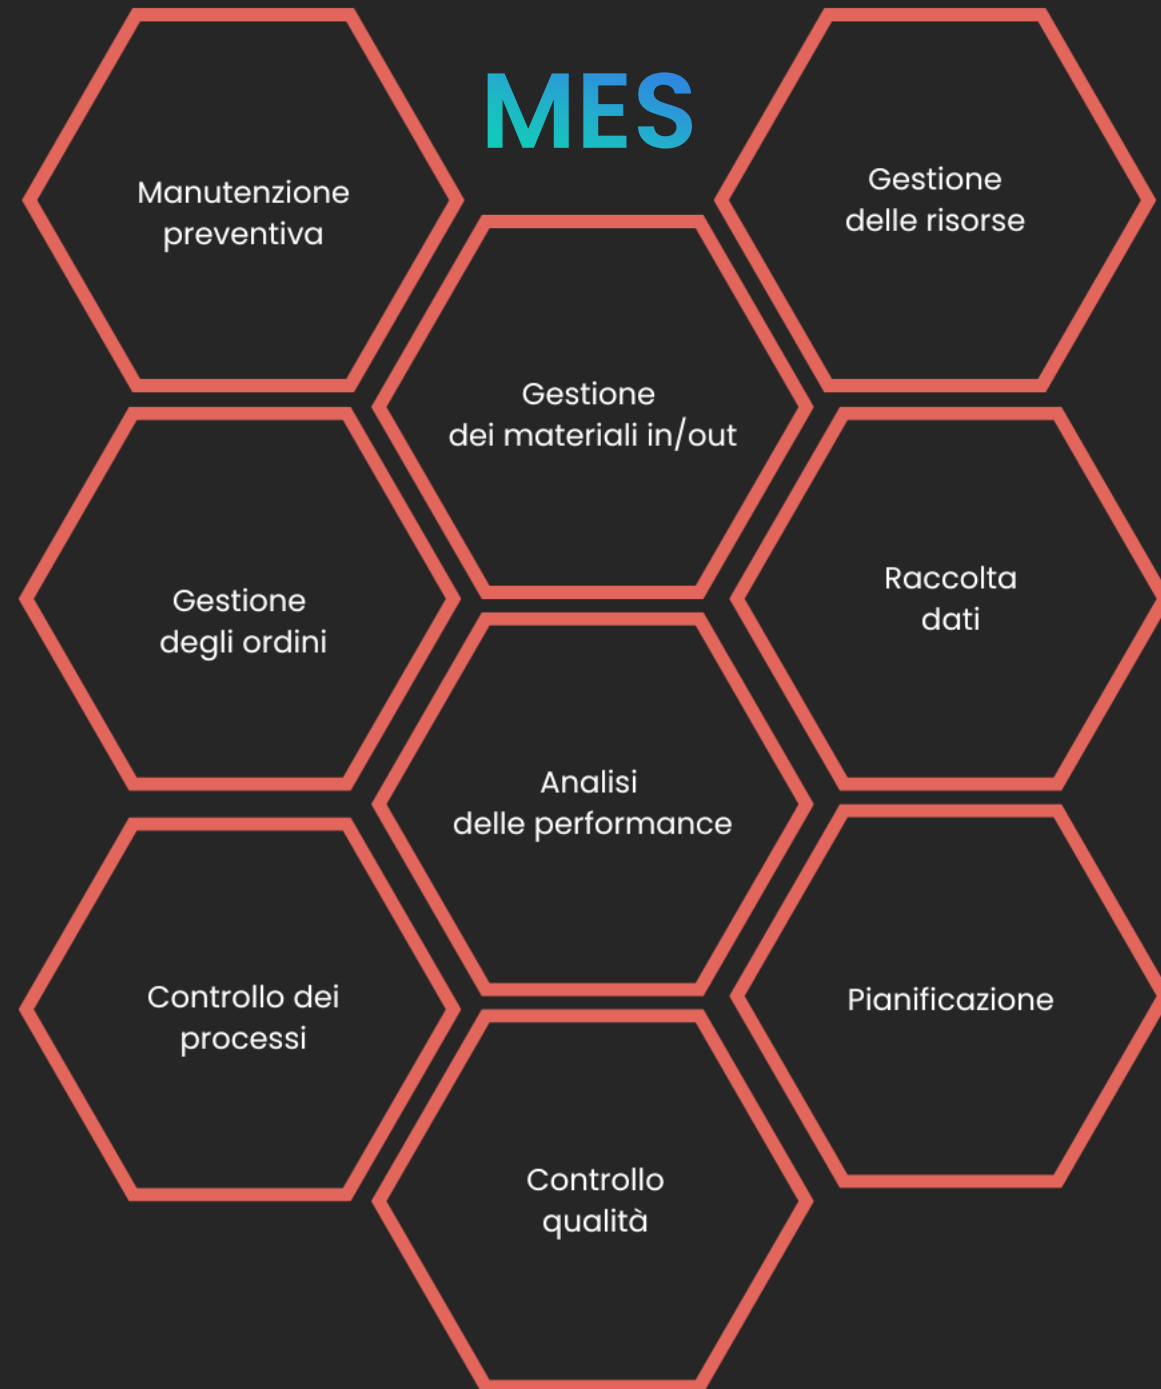 MES
Manutenzione
preventiva
Gestione
delle risorse
Gestione
dei materiali in/out
Gestione
degli ordini
Raccolta
dati
Analisi
delle performance
Controllo dei
processi
Pianificazione
Controllo
qualità